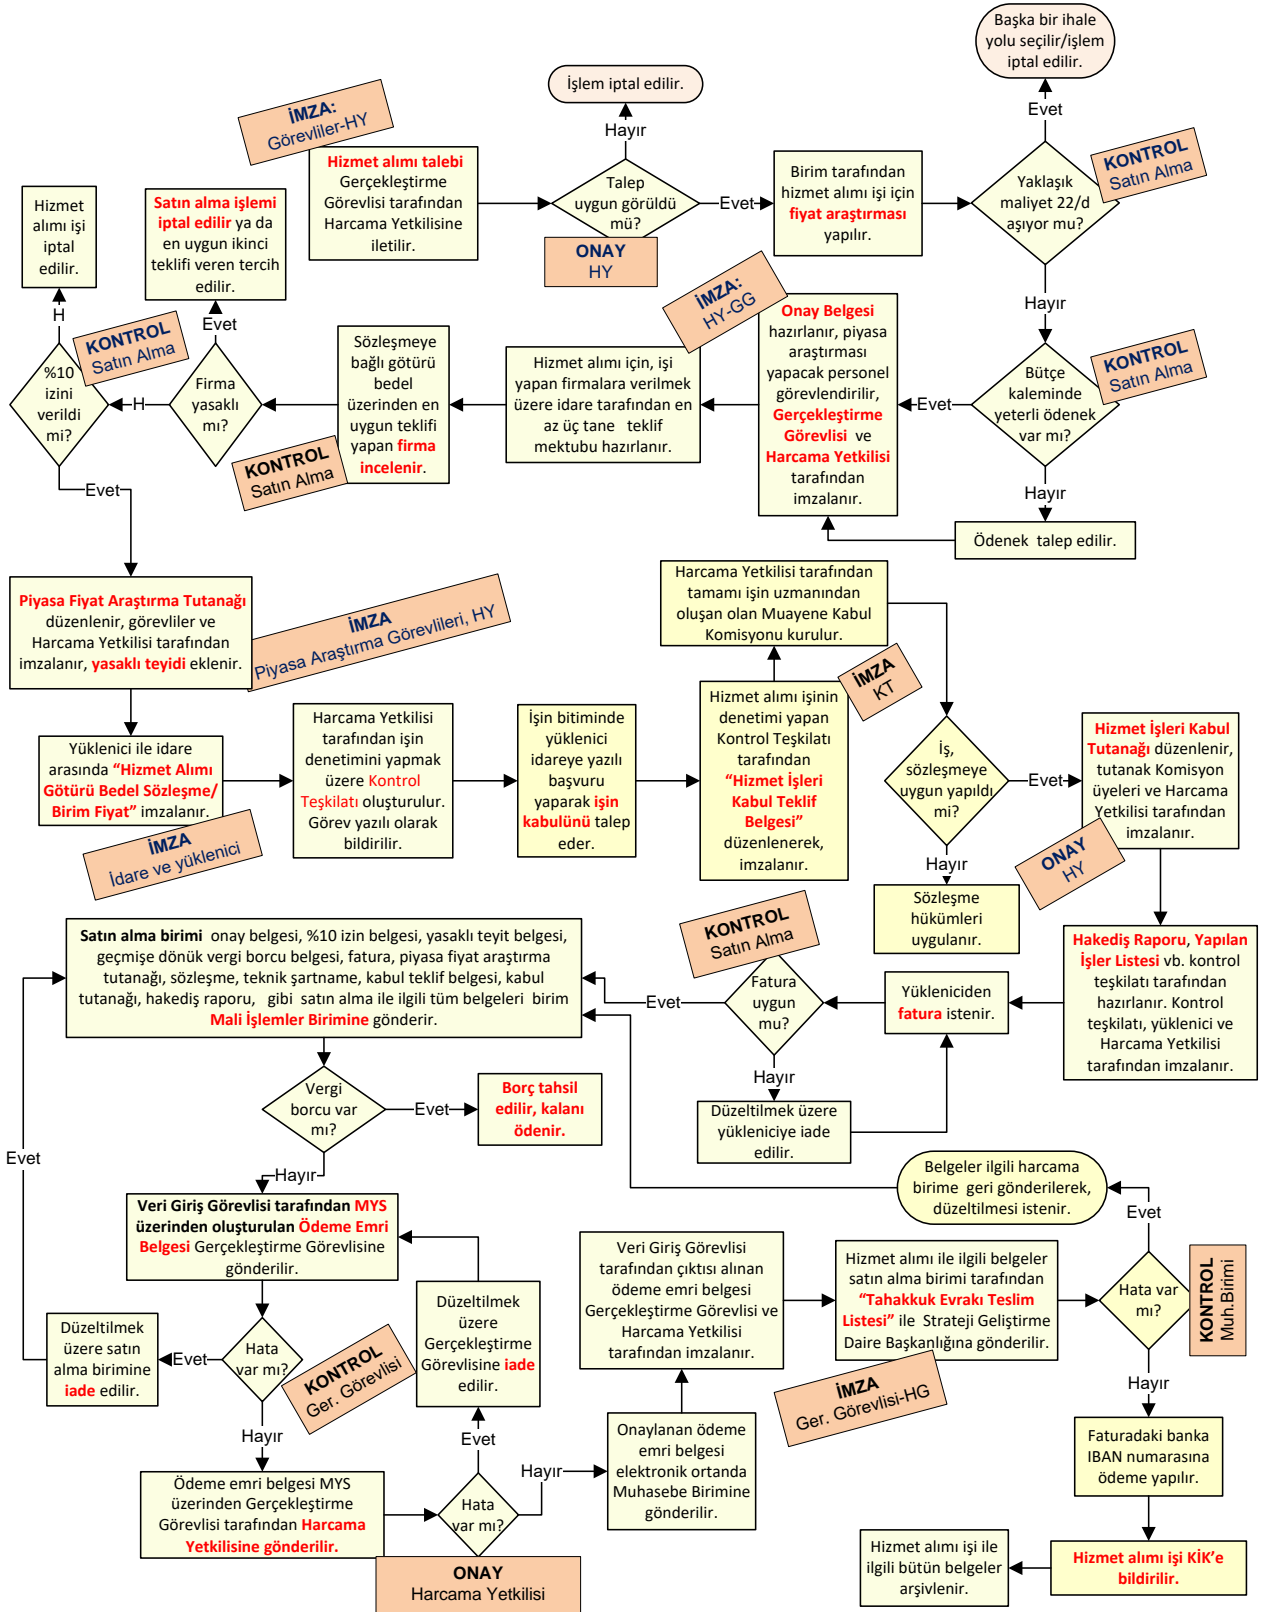 Başka bir ihale
yolu seçilir/işlem
iptal edilir.
İşlem iptal edilir.
Evet
Hayır
İMZA:
Görevliler-HY
Hizmet alımı talebi
Gerçekleştirme
Görevlisi tarafından
Harcama Yetkilisine
iletilir.
Talep
uygun görüldü
mü?
ONAY
HY
Evet
Birim tarafından
hizmet alımı işi için
fiyat araştırması
yapılır.
Yaklaşık
maliyet 22/d
aşıyor mu?
KONTROL
Satın Alma
Hayır
Hizmet
alımı işi
iptal
edilir.
Satın alma işlemi
iptal edilir ya da
en uygun ikinci
teklifi veren tercih
edilir.
H
Evet
KONTROL
Satın Alma
%10
izini
verildi
mi?
H
Firma
yasaklı
mı?
KONTROL
Satın Alma
Sözleşmeye
bağlı götürü
bedel
üzerinden en
uygun teklifi
yapan firma
incelenir.
Hizmet alımı için, işi
yapan firmalara verilmek
üzere idare tarafından en
az üç tane teklif
mektubu hazırlanır.
İMZA:
HY-GG
Onay Belgesi
hazırlanır, piyasa
araştırması
yapacak personel
görevlendirilir,
Gerçekleştirme
Görevlisi ve
Harcama Yetkilisi
tarafından
imzalanır.
Evet
Bütçe
kaleminde
yeterli ödenek
var mı?
KONTROL
Satın Alma
Hayır
Ödenek talep edilir.
Evet
Piyasa Fiyat Araştırma Tutanağı
düzenlenir, görevliler ve
Harcama Yetkilisi tarafından
imzalanır, yasaklı teyidi eklenir.
İMZA
Piyasa Araştırma Görevlileri, HY
Harcama Yetkilisi tarafından
tamamı işin uzmanından
oluşan olan Muayene Kabul
Komisyonu kurulur.
İMZA
KT
Yüklenici ile idare
arasında “Hizmet Alımı
Götürü Bedel Sözleşme/
Birim Fiyat” imzalanır.
İMZA
İdare ve yüklenici
Harcama Yetkilisi
tarafından işin
denetimini yapmak
üzere Kontrol
Teşkilatı oluşturulur.
Görev yazılı olarak
bildirilir.
İşin bitiminde
yüklenici
idareye yazılı
başvuru
yaparak işin
kabulünü talep
eder.
Hizmet alımı işinin
denetimi yapan
Kontrol Teşkilatı
tarafından
“Hizmet İşleri
Kabul Teklif
Belgesi”
düzenlenerek,
imzalanır.
İş,
sözleşmeye
uygun yapıldı
mi?
Evet
Hizmet İşleri Kabul
Tutanağı düzenlenir,
tutanak Komisyon
üyeleri ve Harcama
Yetkilisi tarafından
imzalanır.
ONAY
HY
Hayır
Sözleşme
hükümleri
uygulanır.
Satın alma birimi onay belgesi, %10 izin belgesi, yasaklı teyit belgesi,
geçmişe dönük vergi borcu belgesi, fatura, piyasa fiyat araştırma
tutanağı, sözleşme, teknik şartname, kabul teklif belgesi, kabul
tutanağı, hakediş raporu, gibi satın alma ile ilgili tüm belgeleri birim
Mali İşlemler Birimine gönderir.
KONTROL
Satın Alma
Evet
Fatura
uygun
mu?
Yükleniciden
fatura istenir.
Hakediş Raporu, Yapılan
İşler Listesi vb. kontrol
teşkilatı tarafından
hazırlanır. Kontrol
teşkilatı, yüklenici ve
Harcama Yetkilisi
tarafından imzalanır.
Hayır
Düzeltilmek üzere
yükleniciye iade
edilir.
Vergi
borcu var
mı?
Evet
Borç tahsil
edilir, kalanı
ödenir.
Evet
Hayır
Belgeler ilgili harcama
birime geri gönderilerek,
düzeltilmesi istenir.
Evet
Veri Giriş Görevlisi tarafından MYS
üzerinden oluşturulan Ödeme Emri
Belgesi Gerçekleştirme Görevlisine
gönderilir.
Veri Giriş Görevlisi
tarafından çıktısı alınan
ödeme emri belgesi
Gerçekleştirme Görevlisi ve
Harcama Yetkilisi
tarafından imzalanır.
Hizmet alımı ile ilgili belgeler
satın alma birimi tarafından
“Tahakkuk Evrakı Teslim
Listesi” ile Strateji Geliştirme
Daire Başkanlığına gönderilir.
İMZA
Ger. Görevlisi-HG
Hata var
mı?
KONTROL
Muh.Birimi
Düzeltilmek
üzere satın
alma birimine
iade edilir.
Evet
Hata
var mı?
KONTROL
Ger. Görevlisi
Düzeltilmek
üzere
Gerçekleştirme
Görevlisine iade
edilir.
Hayır
Hayır
Evet
Ödeme emri belgesi MYS
üzerinden Gerçekleştirme
Görevlisi tarafından Harcama
Yetkilisine gönderilir.
Hata
var mı?
ONAY
Harcama Yetkilisi
Hayır
Onaylanan ödeme
emri belgesi
elektronik ortanda
Muhasebe Birimine
gönderilir.
Faturadaki banka
IBAN numarasına
ödeme yapılır.
Hizmet alımı işi KİK’e
bildirilir.
Hizmet alımı işi ile
ilgili bütün belgeler
arşivlenir.